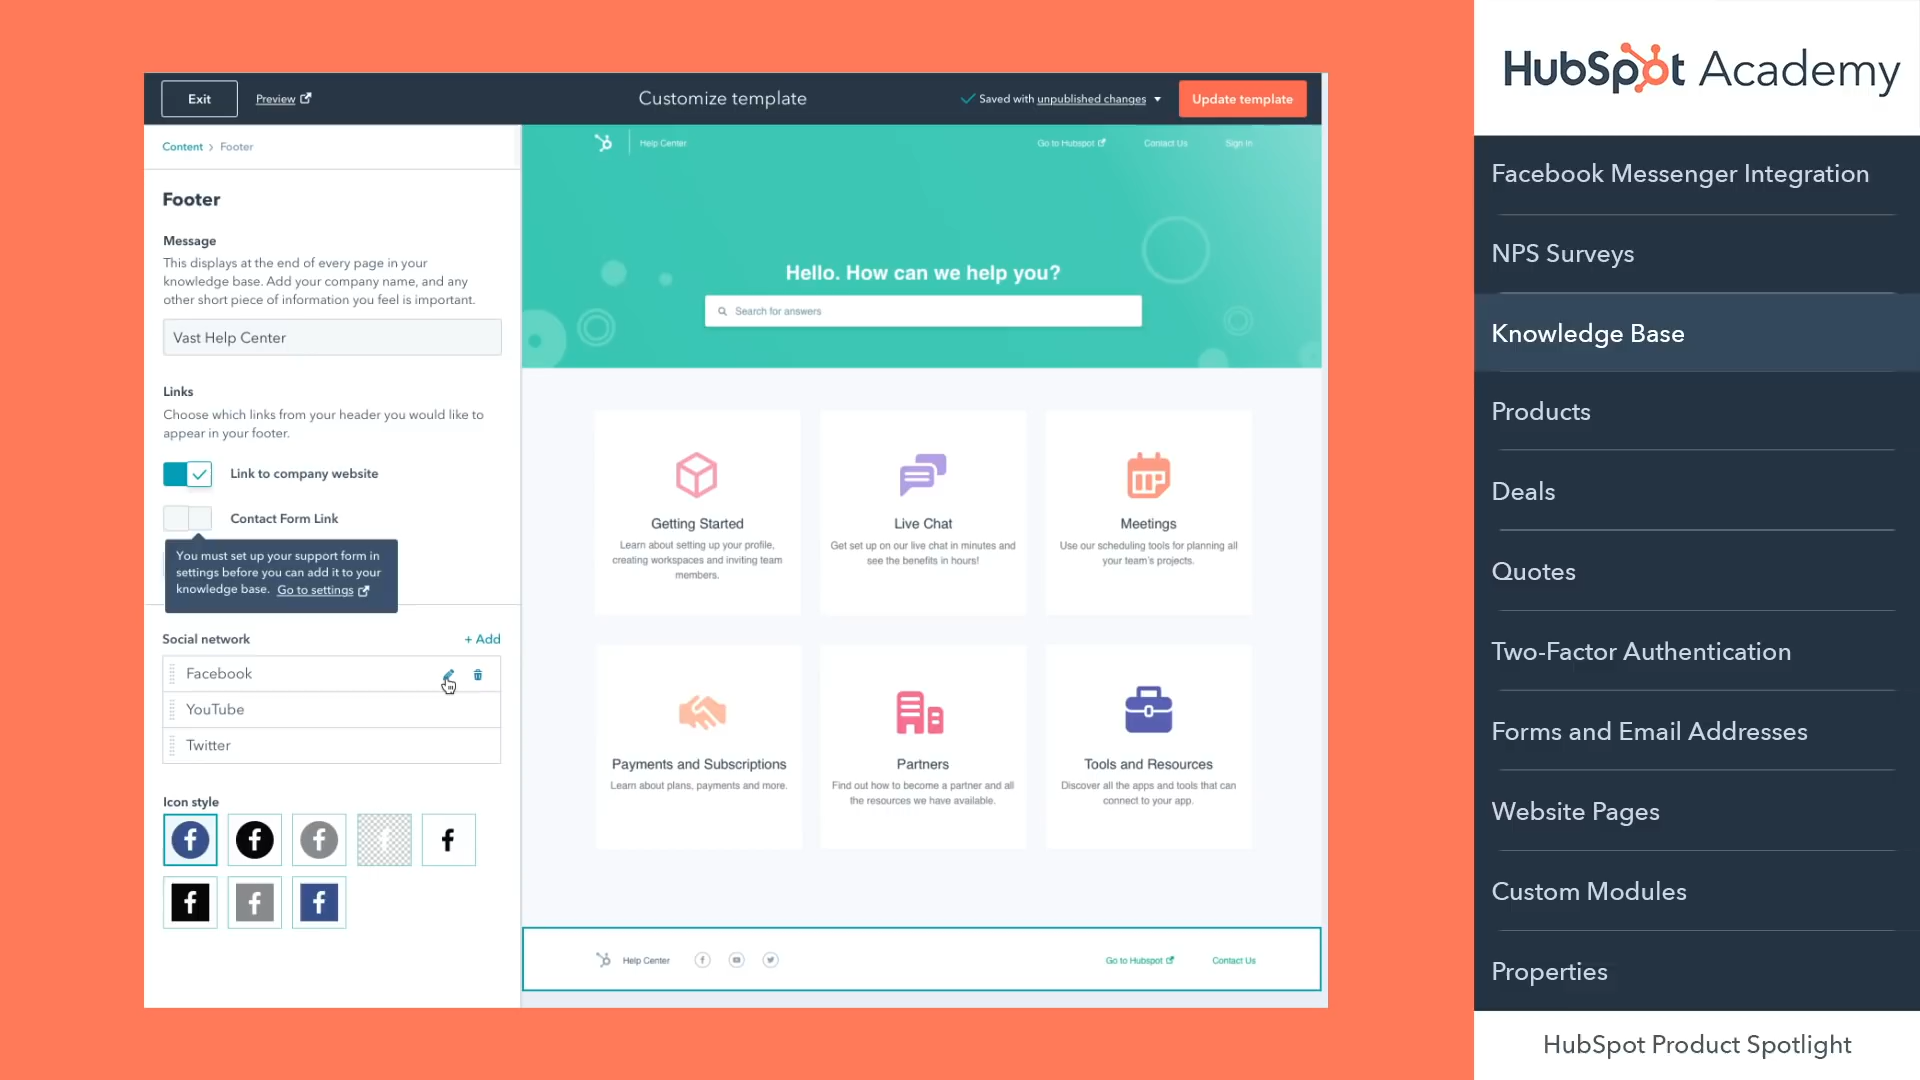 Exit
Preview
Customize template
Saved with unpublished changes
Update template
Content › Footer
Footer
Message
This displays at the end of every page in your
knowledge base. Add your company name, and any
other short piece of information you feel is important.
Vast Help Center
Links
Choose which links from your header you would like to
appear in your footer.
Link to company website
Contact Form Link
You must set up your support form in
settings before you can add it to your
knowledge base. Go to settings
Social network
+ Add
Facebook
YouTube
Twitter
Icon style
Help Center
Go to Hubspot
Contact Us
Sign In
Hello. How can we help you?
Search for answers
Getting Started
Learn about setting up your profile,
creating workspaces and inviting team
members.
Live Chat
Get set up on our live chat in minutes and
see the benefits in hours!
Meetings
Use our scheduling tools for planning all
your team's projects.
Payments and Subscriptions
Learn about plans, payments and more.
Partners
Find out how to become a partner and all
the resources we have available.
Tools and Resources
Discover all the apps and tools that can
connect to your app.
Help Center
Go to Hubspot
Contact Us
HubSpot Academy
Facebook Messenger Integration
NPS Surveys
Knowledge Base
Products
Deals
Quotes
Two-Factor Authentication
Forms and Email Addresses
Website Pages
Custom Modules
Properties
HubSpot Product Spotlight